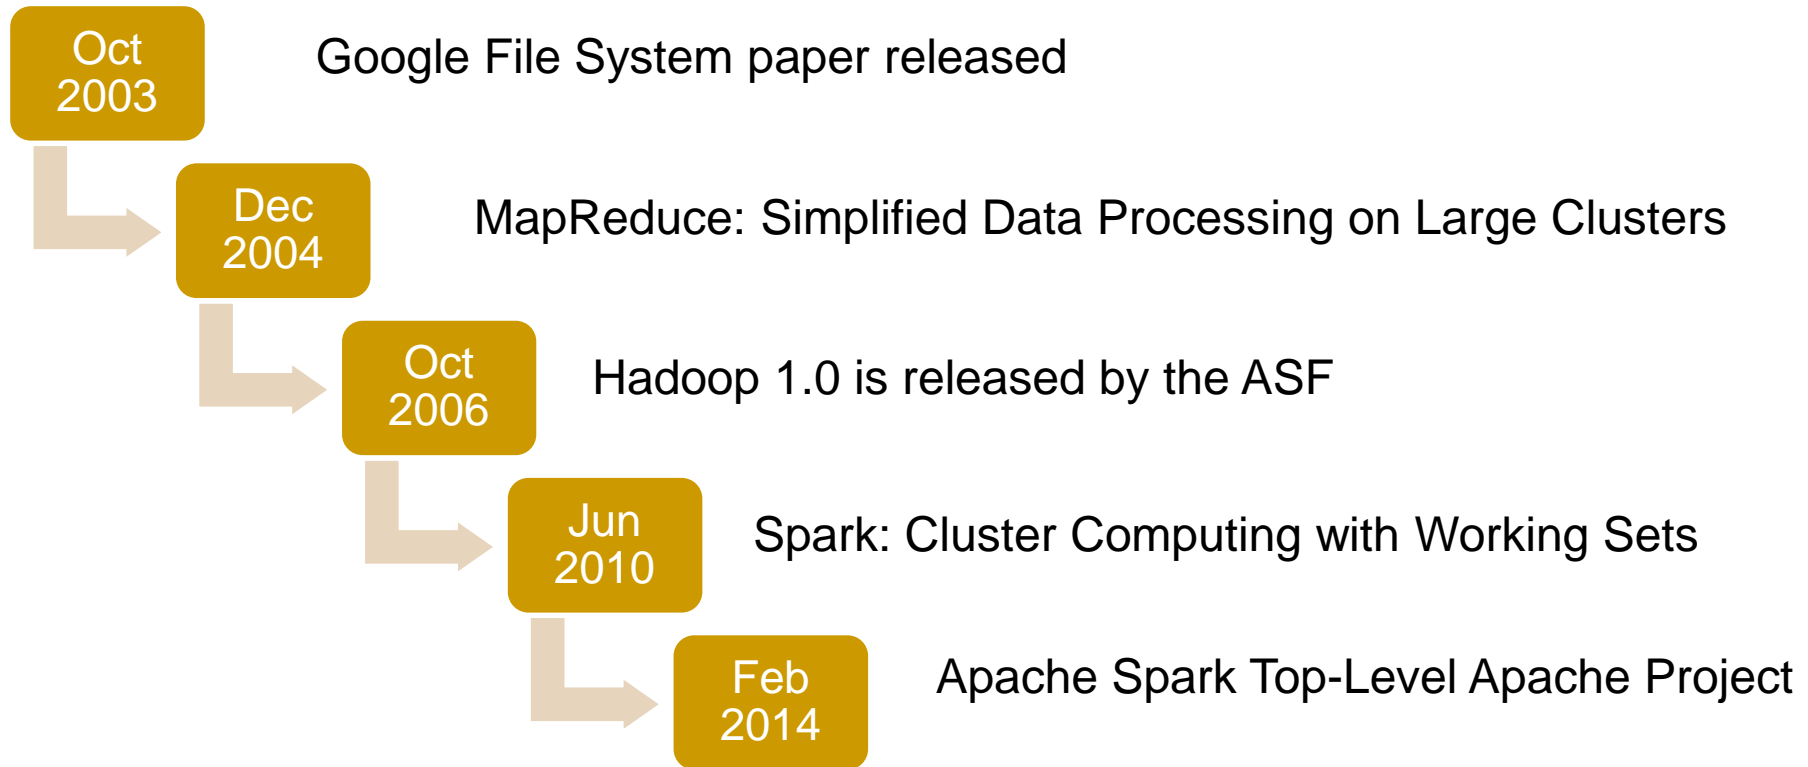 Oct
2003
Google File System paper released
Dec
2004
MapReduce: Simplified Data Processing on Large Clusters
Oct
2006
Hadoop 1.0 is released by the ASF
Jun
2010
Spark: Cluster Computing with Working Sets
Feb
2014
Apache Spark Top-Level Apache Project